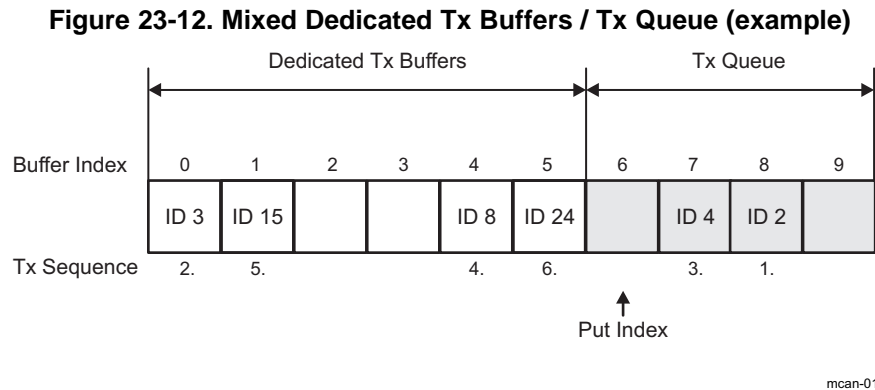 Figure 23-12. Mixed Dedicated Tx Buffers / Tx Queue (example)
Dedicated Tx Buffers Tx Queue
Buffer Index 0 1 2 3 4 5 6 7 8 9
ID 3 ID 15 ID 8 ID 24 ID 4 ID 2
Tx Sequence 2. 5. 4. 6. 3. 1.
Put Index
mcan-01